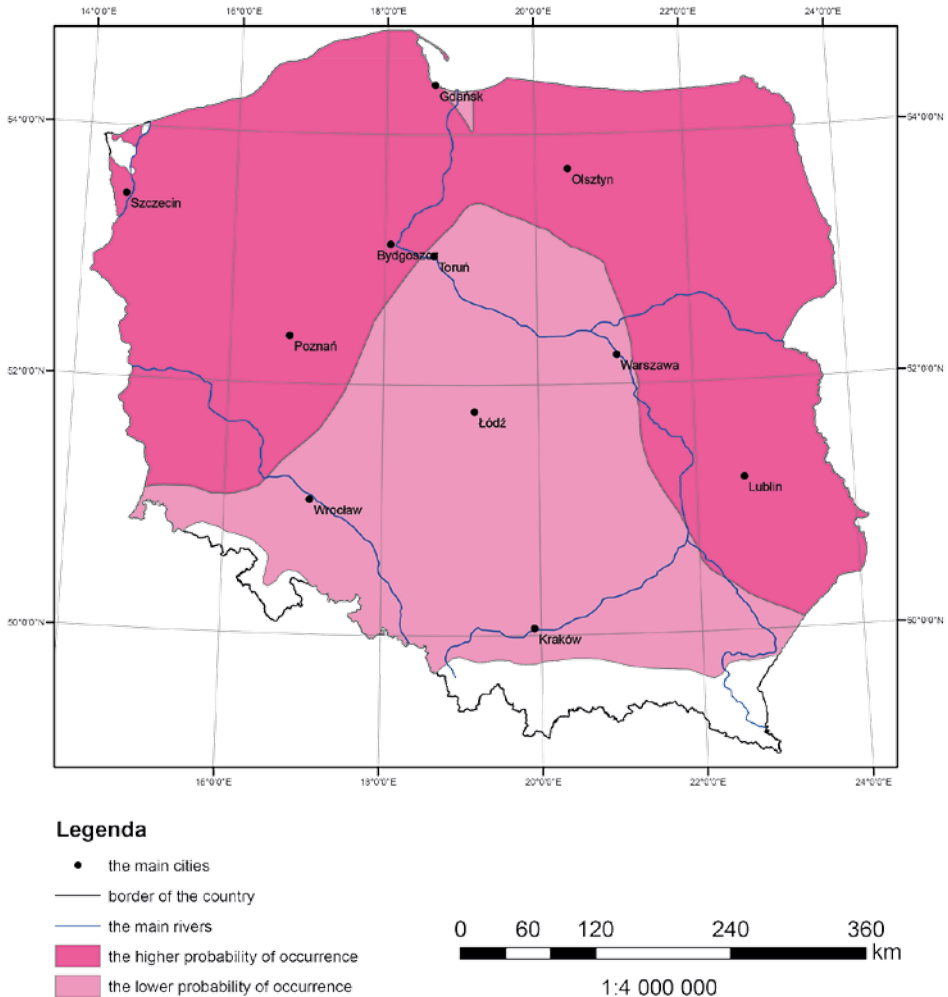 14°0'0"E 16°0'0"E 18°0'0"E 20°0'0"E 22°0'0"E 24°0'0"E
Gdańsk
54°0'0"N 54°0'0"N
Olsztyn
Szczecin
Bydgoszcz
Toruń
Poznań
Warszawa
52°0'0"N 52°0'0"N
Łódź
Lublin
Wrocław
50°0'0"N 50°0'0"N
Kraków
16°0'0"E 18°0'0"E 20°0'0"E 22°0'0"E 24°0'0"E
Legenda
the main cities
border of the country
the main rivers
the higher probability of occurrence
the lower probability of occurrence
0 60 120 240 360
km
1:4 000 000